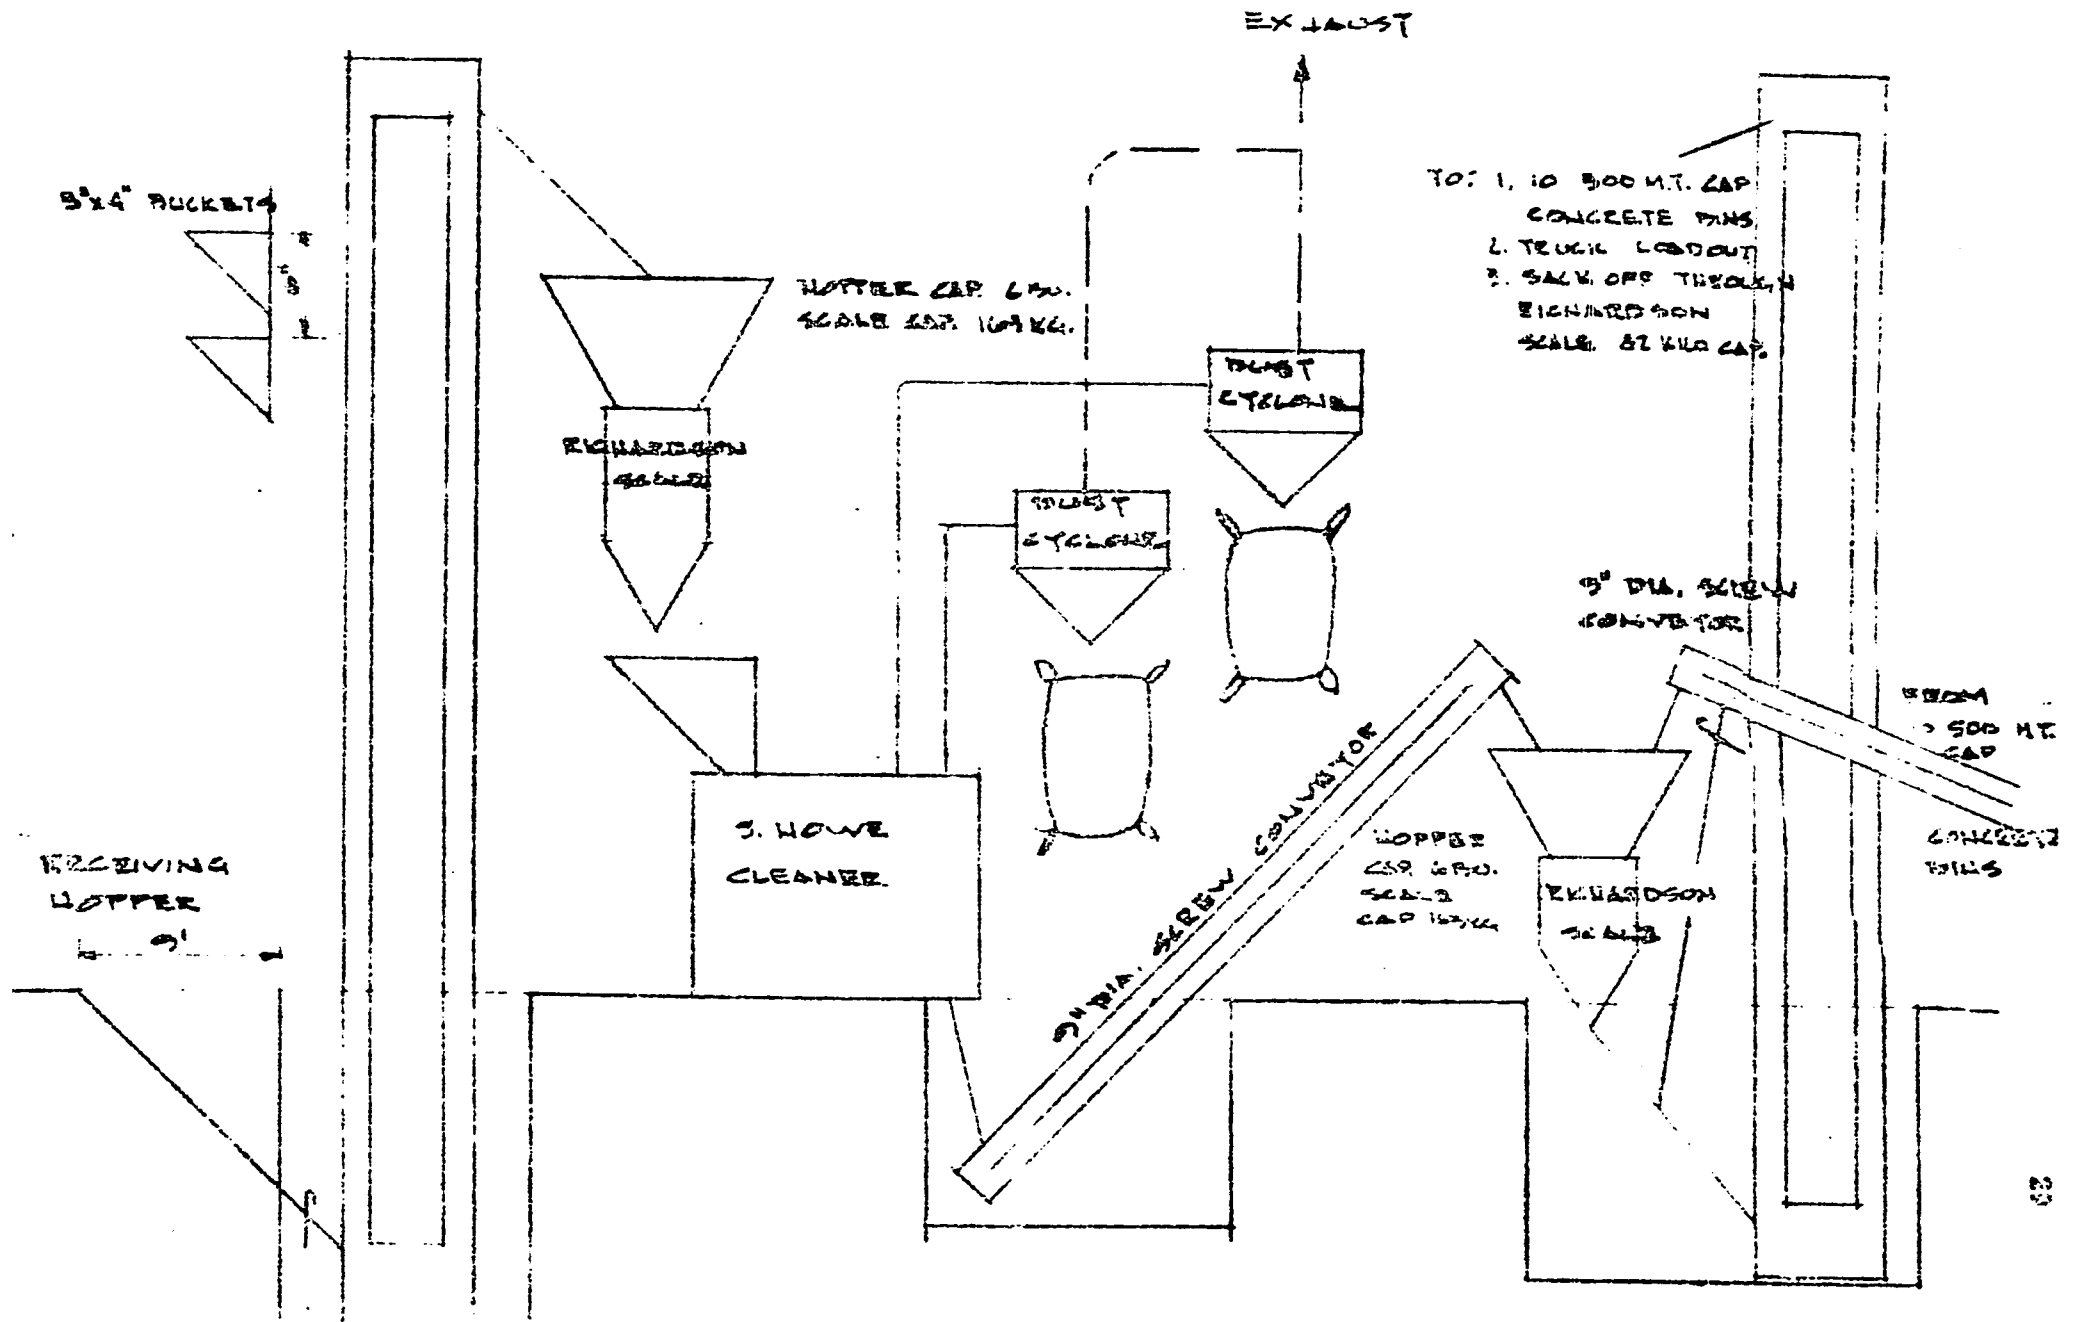 EXHAUST
9"x4" BUCKETS
8"
HOPPER CAP. 6 BU.
SCALE CAP. 169 KG.
RICHARDSON
SCALE
DUST
CYCLONE
DUST
CYCLONE
TO: 1. 10 500 M.T. CAP
CONCRETE BINS
2. TRUCK LOADOUT
3. SACK OFF THROUGH
RICHARDSON
SCALE 82 KILO CAP.
9" DIA. SCREW
CONVEYOR
FROM
500 M.T.
CAP
CONCRETE
BINS
S. HOWE
CLEANER
9" DIA. SCREW CONVEYOR
HOPPER
CAP. 6 BU.
SCALE
CAP KG.
RICHARDSON
SCALE
RECEIVING
HOPPER
9'